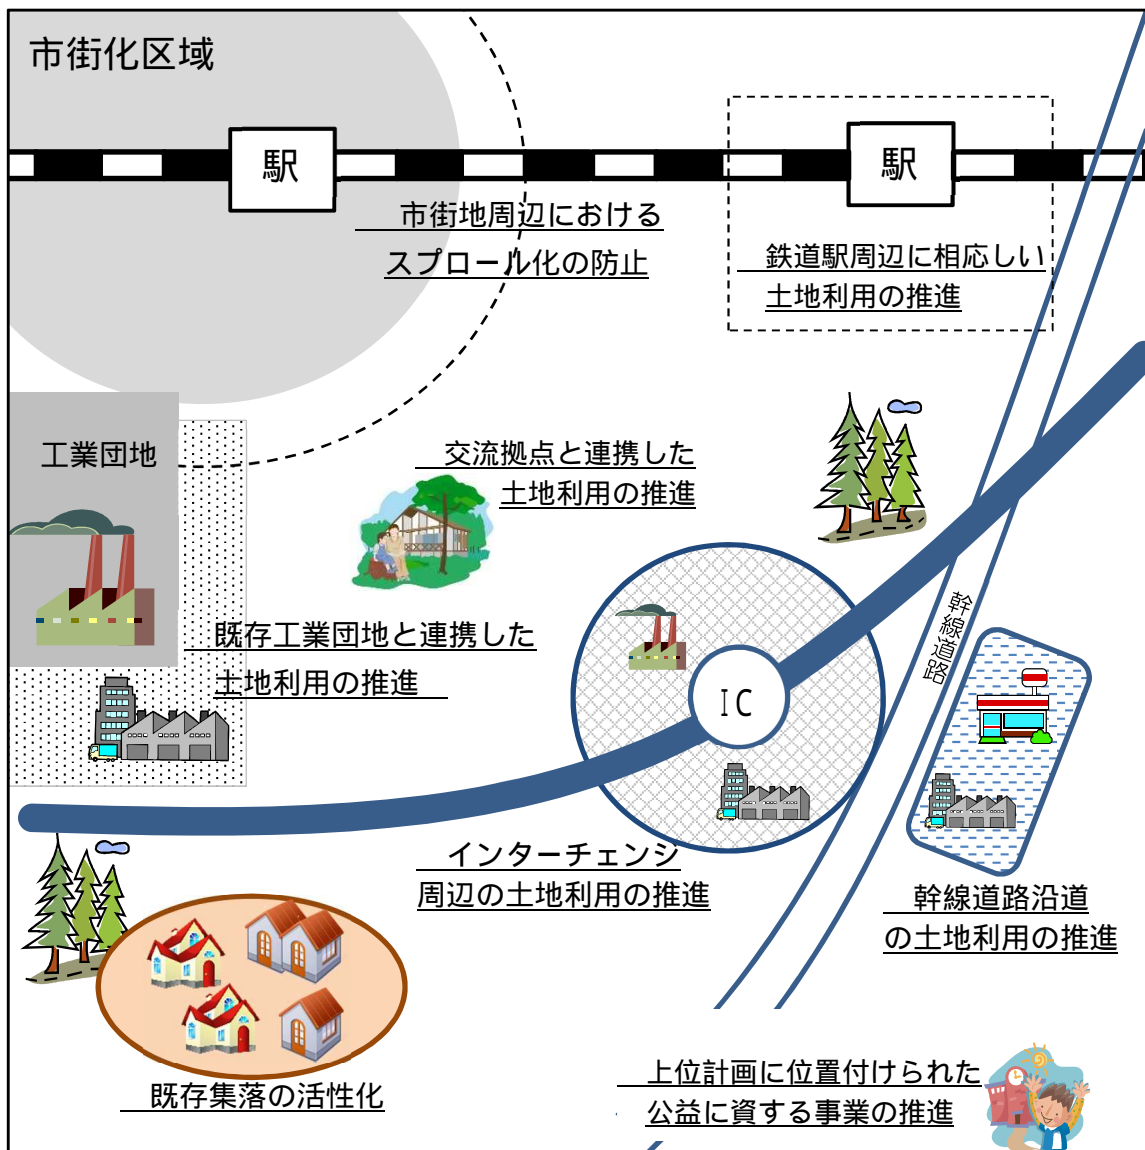 市街化区域
駅
駅
市街地周辺における
スプロール化の防止
鉄道駅周辺に相応しい
土地利用の推進
工業団地
交流拠点と連携した
土地利用の推進
既存工業団地と連携した
土地利用の推進
幹線道路
IC
インターチェンジ
周辺の土地利用の推進
幹線道路沿道
の土地利用の推進
既存集落の活性化
上位計画に位置付けられた
公益に資する事業の推進